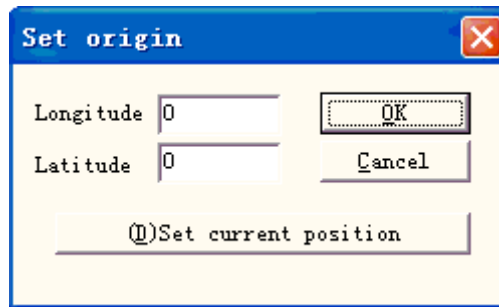 Set origin
Longitude 0
OK
Latitude 0
Cancel
(D)Set current position